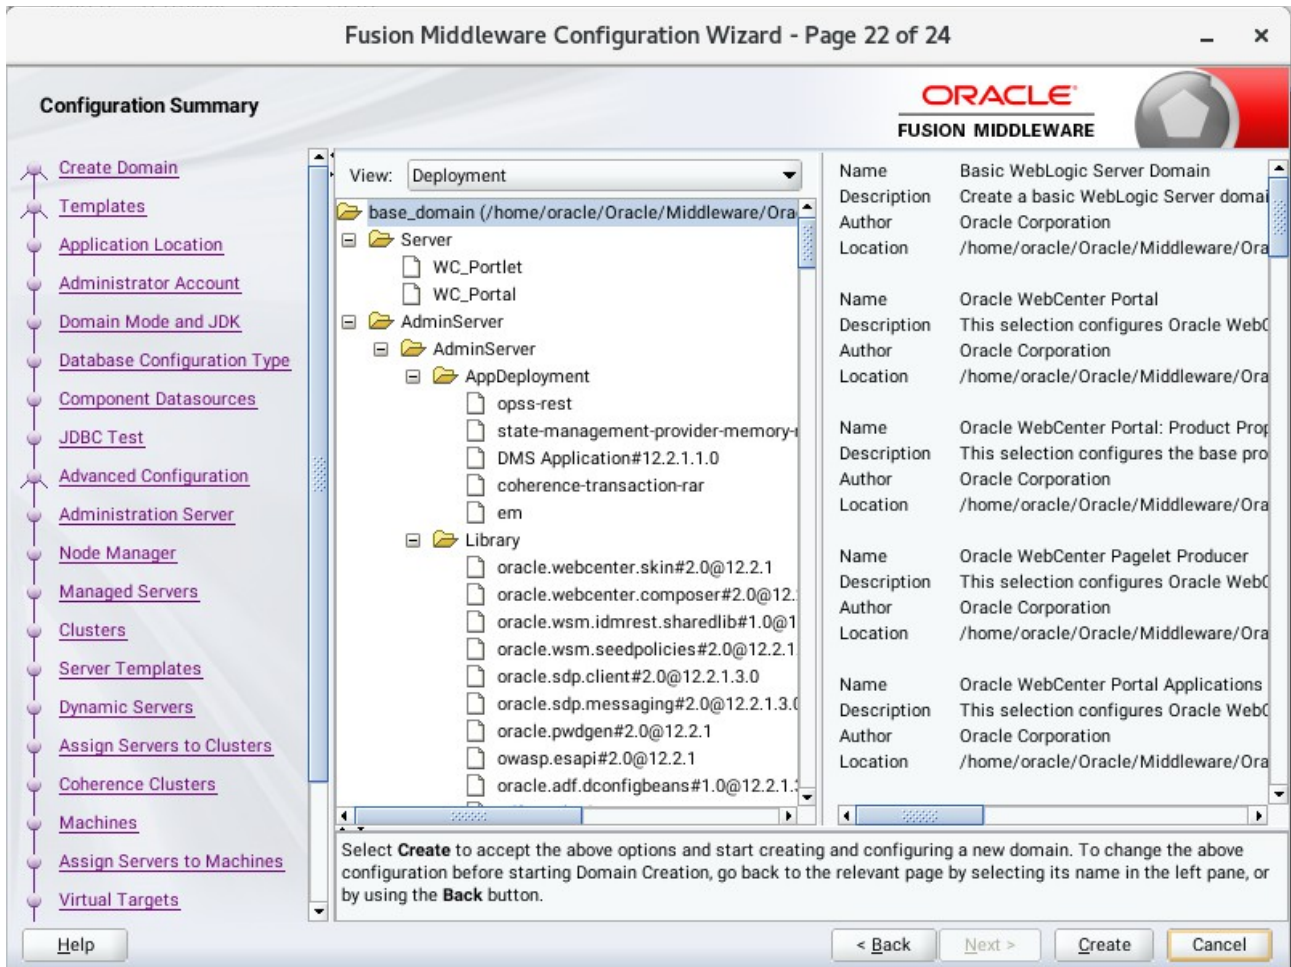 Fusion Middleware Configuration Wizard - Page 22 of 24
Configuration Summary
ORACLE
FUSION MIDDLEWARE
Create Domain
Templates
Application Location
Administrator Account
Domain Mode and JDK
Database Configuration Type
Component Datasources
JDBC Test
Advanced Configuration
Administration Server
Node Manager
Managed Servers
Clusters
Server Templates
Dynamic Servers
Assign Servers to Clusters
Coherence Clusters
Machines
Assign Servers to Machines
Virtual Targets
View: Deployment
base_domain (/home/oracle/Oracle/Middleware/Ora
Server
WC_Portlet
WC_Portal
AdminServer
AdminServer
AppDeployment
opss-rest
state-management-provider-memory-
DMS Application#12.2.1.1.0
coherence-transaction-rar
em
Library
oracle.webcenter.skin#2.0@12.2.1
oracle.webcenter.composer#2.0@12.
oracle.wsm.idmrest.sharedlib#1.0@1
oracle.wsm.seedpolicies#2.0@12.2.1
oracle.sdp.client#2.0@12.2.1.3.0
oracle.sdp.messaging#2.0@12.2.1.3.0
oracle.pwdgen#2.0@12.2.1
owasp.esapi#2.0@12.2.1
oracle.adf.dconfigbeans#1.0@12.2.1.
Name Basic WebLogic Server Domain
Description Create a basic WebLogic Server domai
Author Oracle Corporation
Location /home/oracle/Oracle/Middleware/Ora
Name Oracle WebCenter Portal
Description This selection configures Oracle WebC
Author Oracle Corporation
Location /home/oracle/Oracle/Middleware/Ora
Name Oracle WebCenter Portal: Product Prop
Description This selection configures the base pro
Author Oracle Corporation
Location /home/oracle/Oracle/Middleware/Ora
Name Oracle WebCenter Pagelet Producer
Description This selection configures Oracle WebC
Author Oracle Corporation
Location /home/oracle/Oracle/Middleware/Ora
Name Oracle WebCenter Portal Applications
Description This selection configures Oracle WebC
Author Oracle Corporation
Location /home/oracle/Oracle/Middleware/Ora
Select Create to accept the above options and start creating and configuring a new domain. To change the above
configuration before starting Domain Creation, go back to the relevant page by selecting its name in the left pane, or
by using the Back button.
Help
< Back
Next >
Create
Cancel